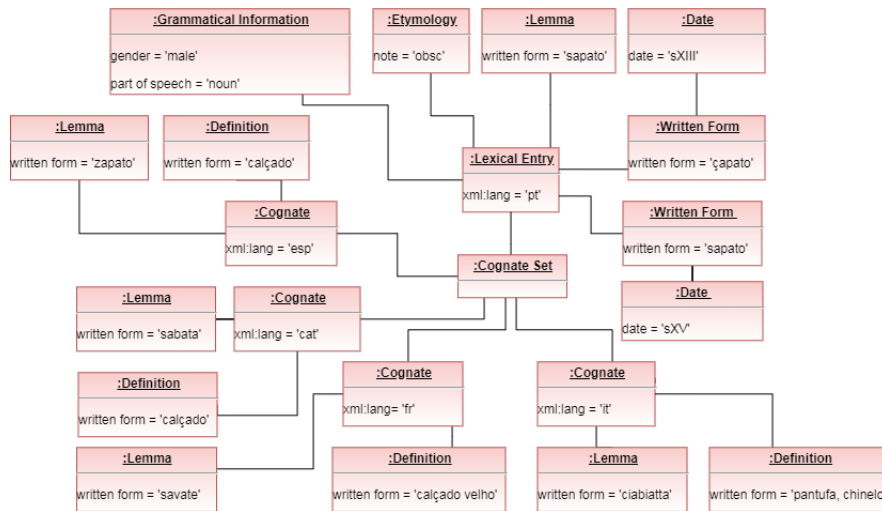 :Grammatical Information
gender = 'male'
part of speech = 'noun'
:Etymology
note = 'obsc'
:Lemma
written form = 'sapato'
:Date
date = 'sXIII'
:Lemma
written form = 'zapato'
:Definition
written form = 'calçado'
:Lexical Entry
xml:lang = 'pt'
:Written Form
written form = 'çapato'
:Cognate
xml:lang = 'esp'
:Written Form
written form = 'sapato'
:Cognate Set
:Date
date = 'sXV'
:Lemma
written form = 'sabata'
:Cognate
xml:lang = 'cat'
:Definition
written form = 'calçado'
:Cognate
xml:lang= 'fr'
:Cognate
xml:lang = 'it'
:Lemma
written form = 'savate'
:Definition
written form = 'calçado velho'
:Lemma
written form = 'ciabiatta'
:Definition
written form = 'pantufa, chinelo